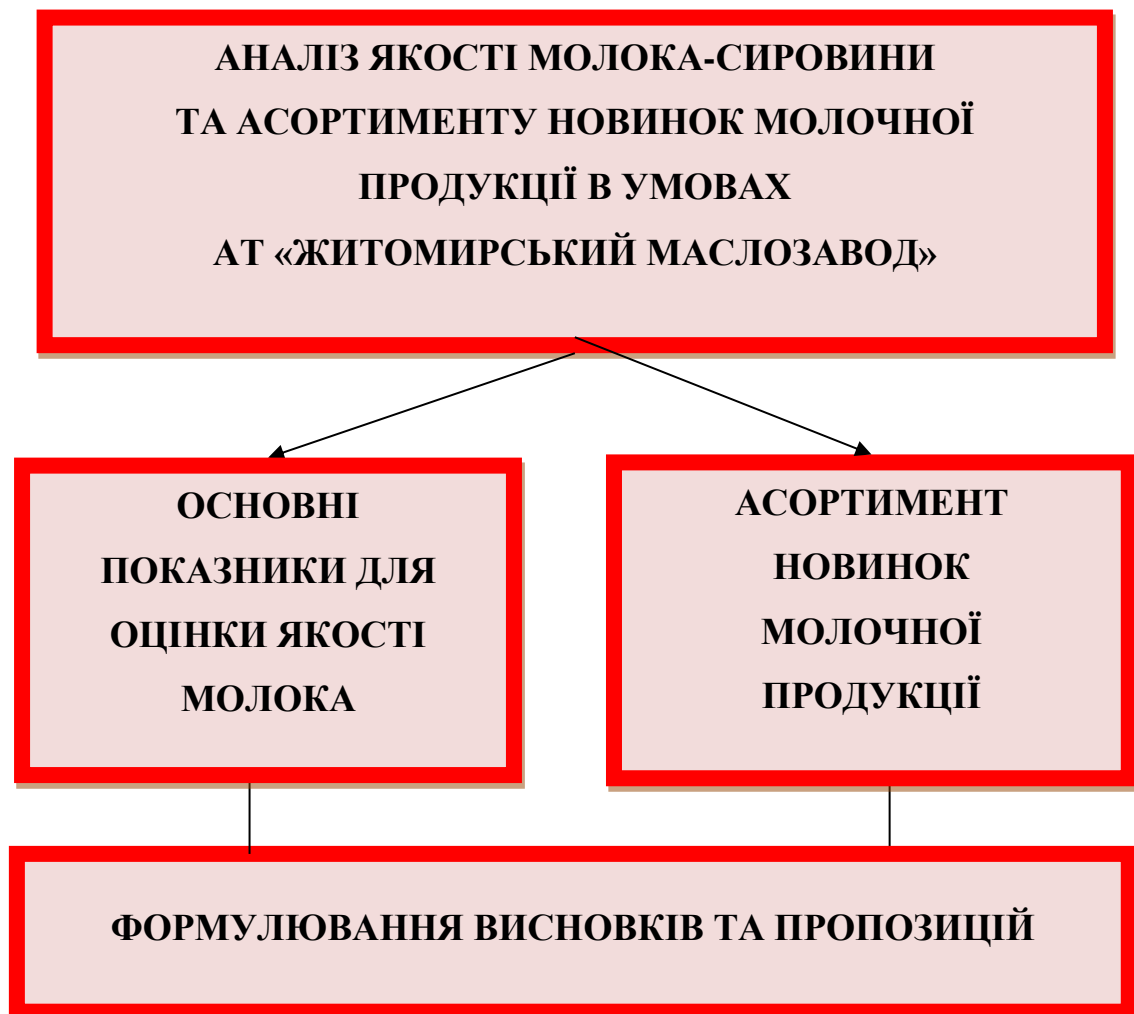 АНАЛІЗ ЯКОСТІ МОЛОКА-СИРОВИНИ
ТА АСОРТИМЕНТУ НОВИНОК МОЛОЧНОЇ
ПРОДУКЦІЇ В УМОВАХ
АТ «ЖИТОМИРСЬКИЙ МАСЛОЗАВОД»
ОСНОВНІ
ПОКАЗНИКИ ДЛЯ
ОЦІНКИ ЯКОСТІ
МОЛОКА
АСОРТИМЕНТ
НОВИНОК
МОЛОЧНОЇ
ПРОДУКЦІЇ
ФОРМУЛЮВАННЯ ВИСНОВКІВ ТА ПРОПОЗИЦІЙ